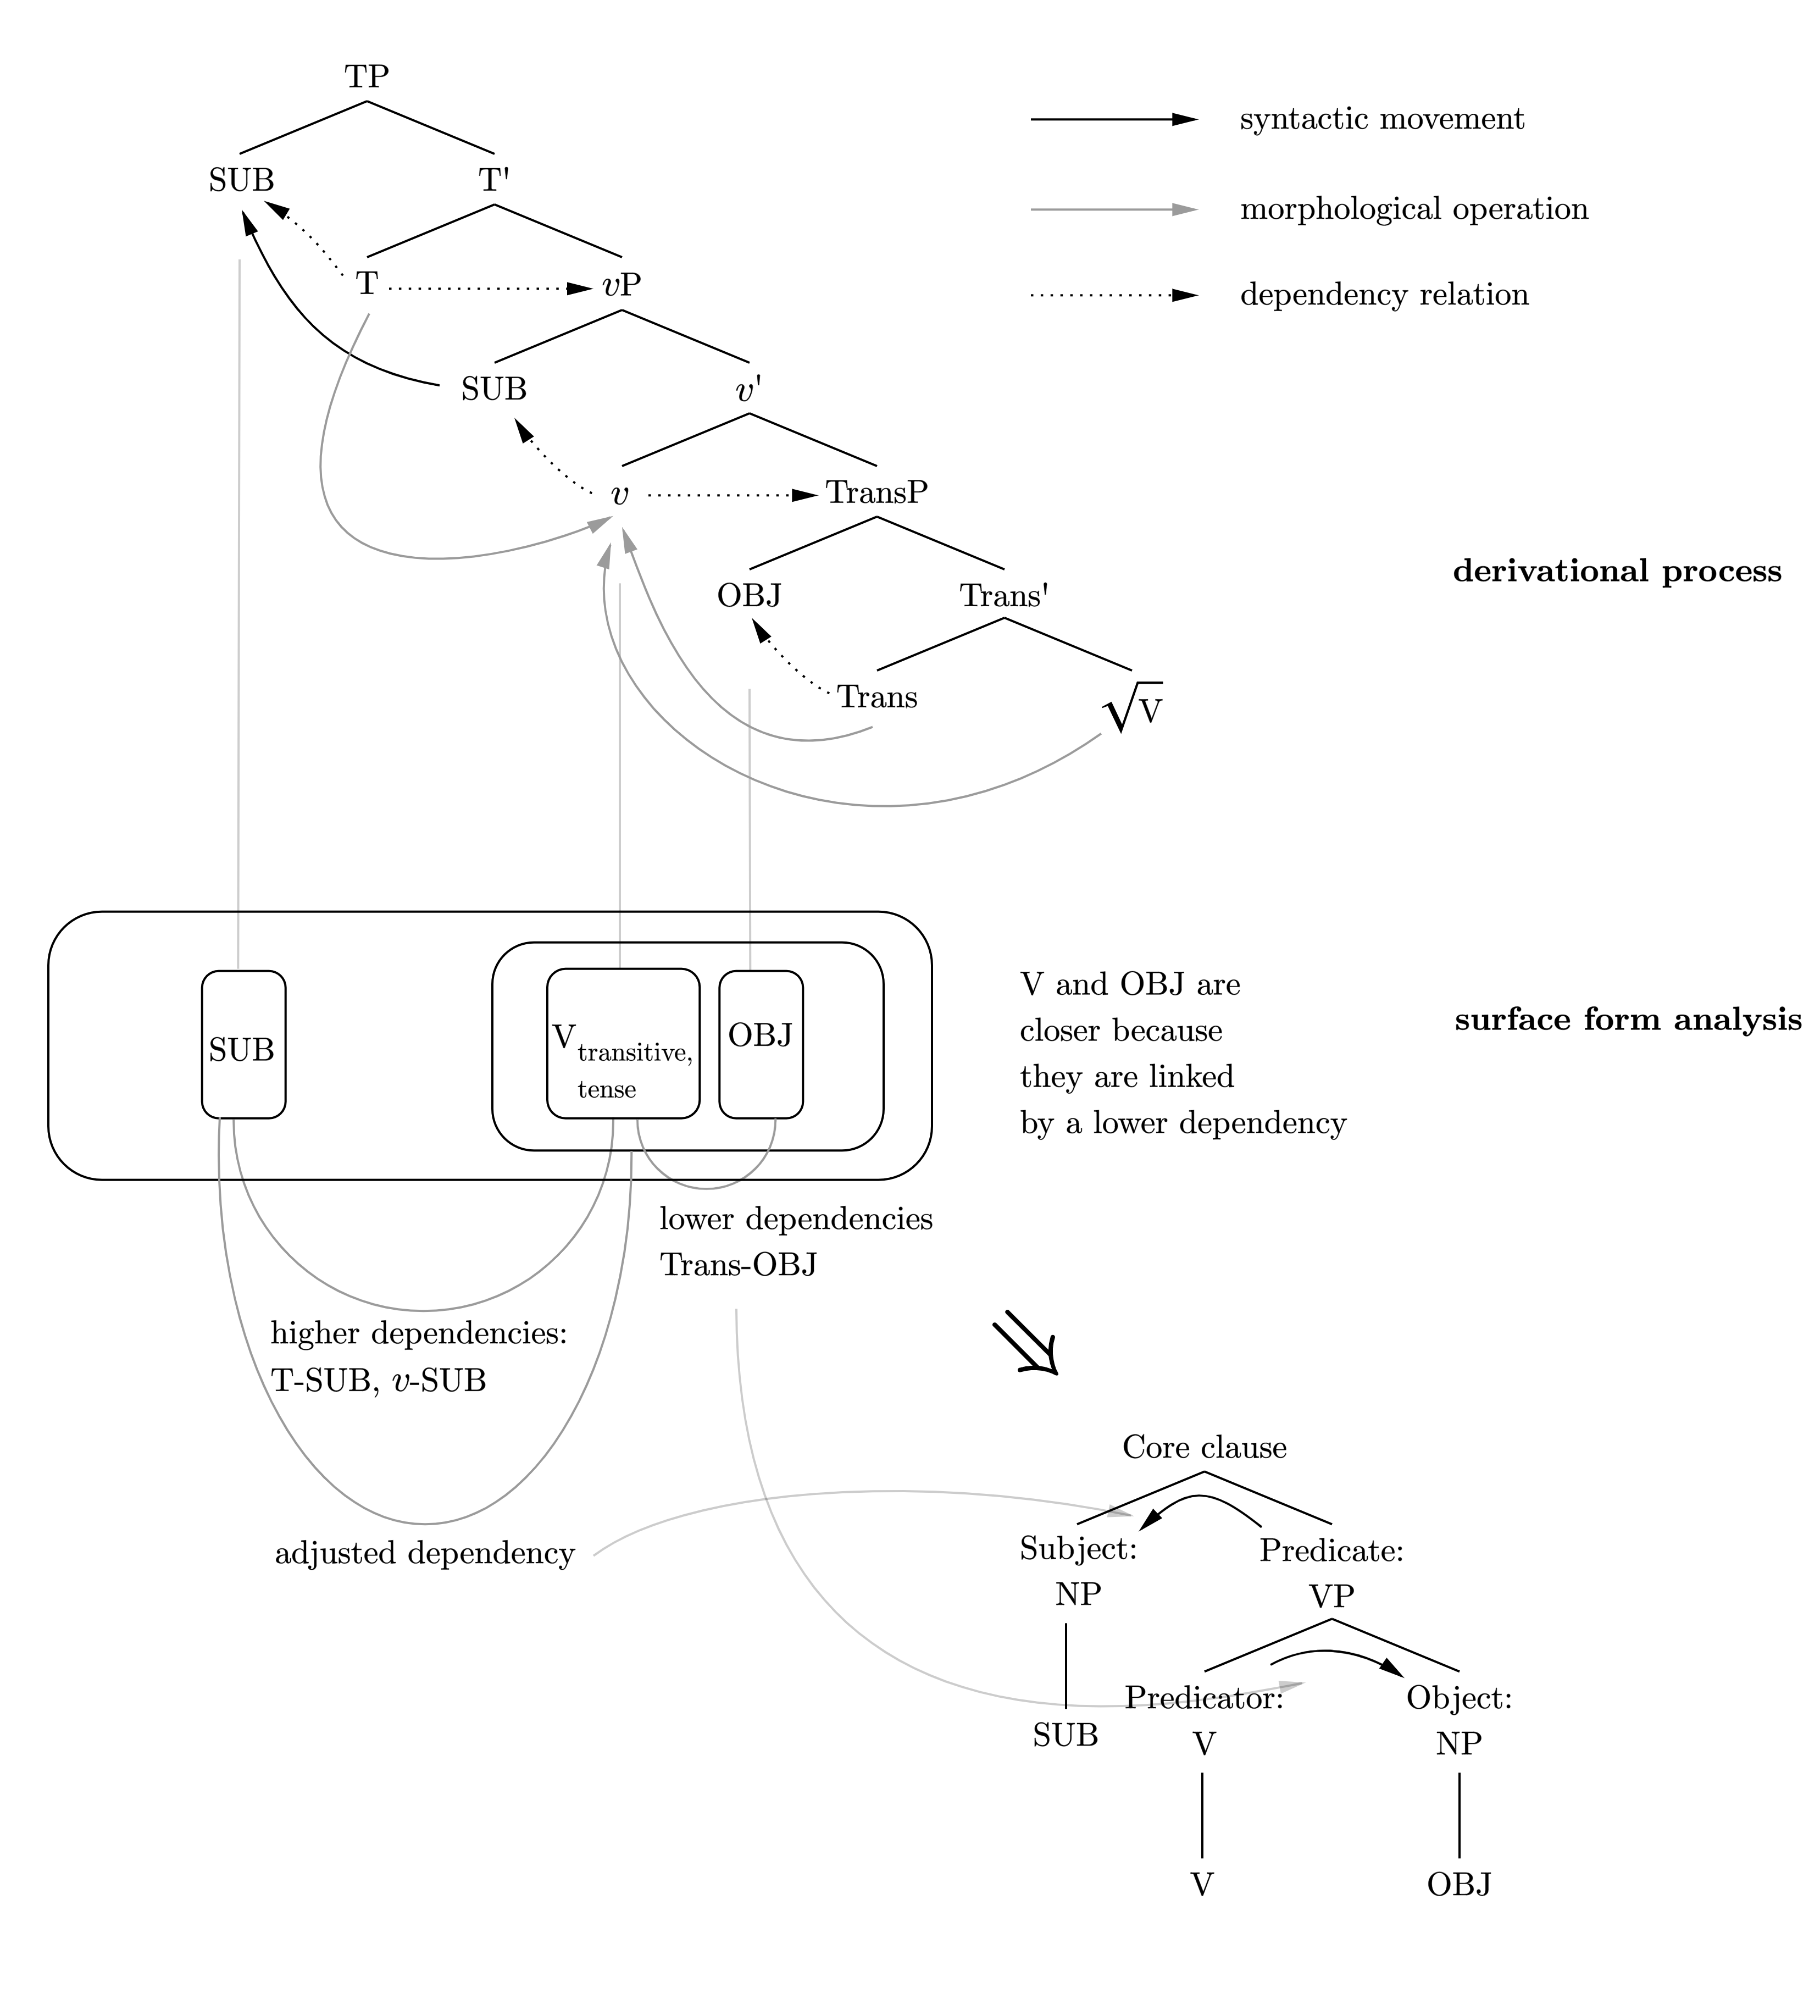 TP
syntactic movement
SUB T'
morphological operation
T vP
dependency relation
SUB v'
v TransP
derivational process
OBJ Trans'
Trans √V
V and OBJ are
closer because
they are linked
by a lower dependency
surface form analysis
SUB
V transitive,
tense
OBJ
lower dependencies
Trans-OBJ
higher dependencies:
T-SUB, v-SUB
adjusted dependency
Core clause
Subject:
NP
Predicate:
VP
SUB
Predicator:
V
Object:
NP
V
OBJ